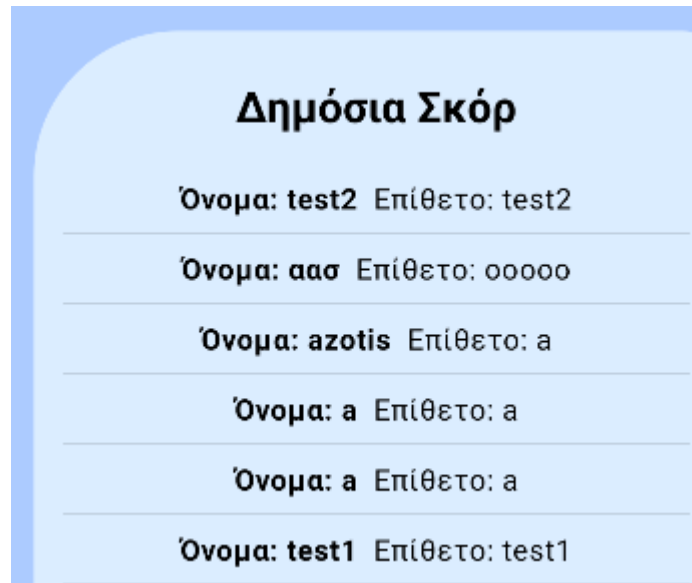 Δημόσια Σκόρ
Όνομα: test2 Επίθετο: test2
Όνομα: αασ Επίθετο: οοοοο
Όνομα: azotis Επίθετο: a
Όνομα: a Επίθετο: a
Όνομα: a Επίθετο: a
Όνομα: test1 Επίθετο: test1